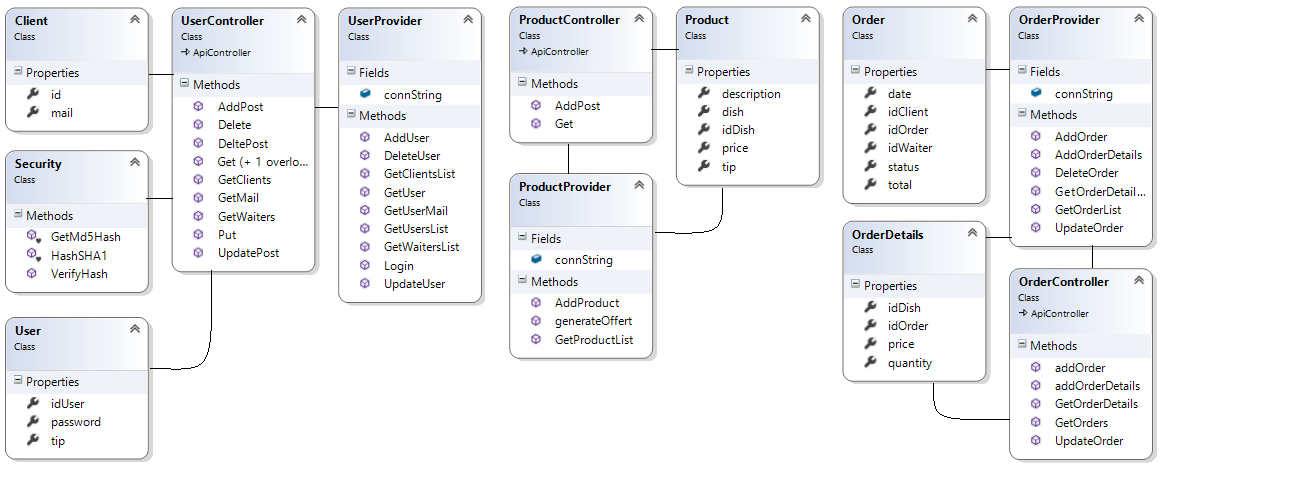 Client
Class
Properties
id
mail
Security
Class
Methods
GetMd5Hash
HashSHA1
VerifyHash
User
Class
Properties
idUser
password
tip
UserController
Class
ApiController
Methods
AddPost
Delete
DeltePost
Get (+ 1 overlo...
GetClients
GetMail
GetWaiters
Put
UpdatePost
UserProvider
Class
Fields
connString
Methods
AddUser
DeleteUser
GetClientsList
GetUser
GetUserMail
GetUsersList
GetWaitersList
Login
UpdateUser
ProductController
Class
ApiController
Methods
AddPost
Get
ProductProvider
Class
Fields
connString
Methods
AddProduct
generateOffert
GetProductList
Product
Class
Properties
description
dish
idDish
price
tip
Order
Class
Properties
date
idClient
idOrder
idWaiter
status
total
OrderDetails
Class
Properties
idDish
idOrder
price
quantity
OrderProvider
Class
Fields
connString
Methods
AddOrder
AddOrderDetails
DeleteOrder
GetOrderDetail...
GetOrderList
UpdateOrder
OrderController
Class
ApiController
Methods
addOrder
addOrderDetails
GetOrderDetails
GetOrders
UpdateOrder